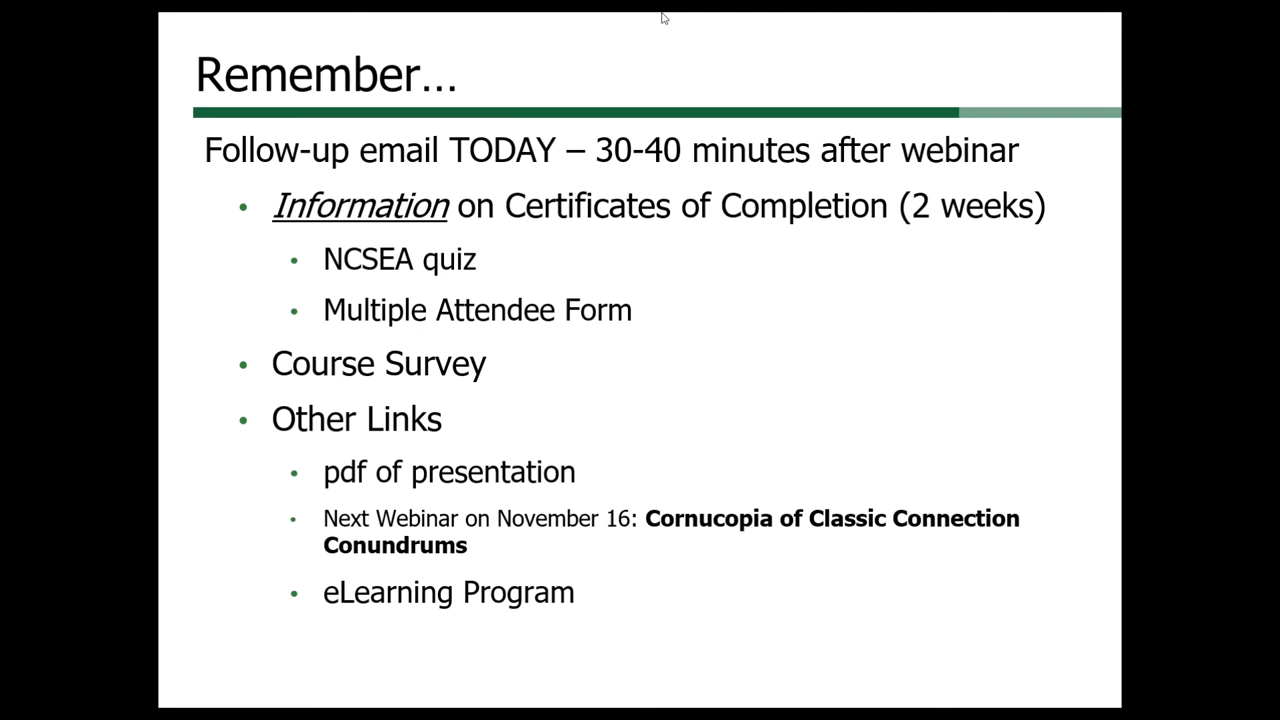 Remember...
Follow-up email TODAY – 30-40 minutes after webinar
• Information on Certificates of Completion (2 weeks)
• NCSEA quiz
• Multiple Attendee Form
• Course Survey
• Other Links
• pdf of presentation
• Next Webinar on November 16: Cornucopia of Classic Connection
Conundrums
• eLearning Program